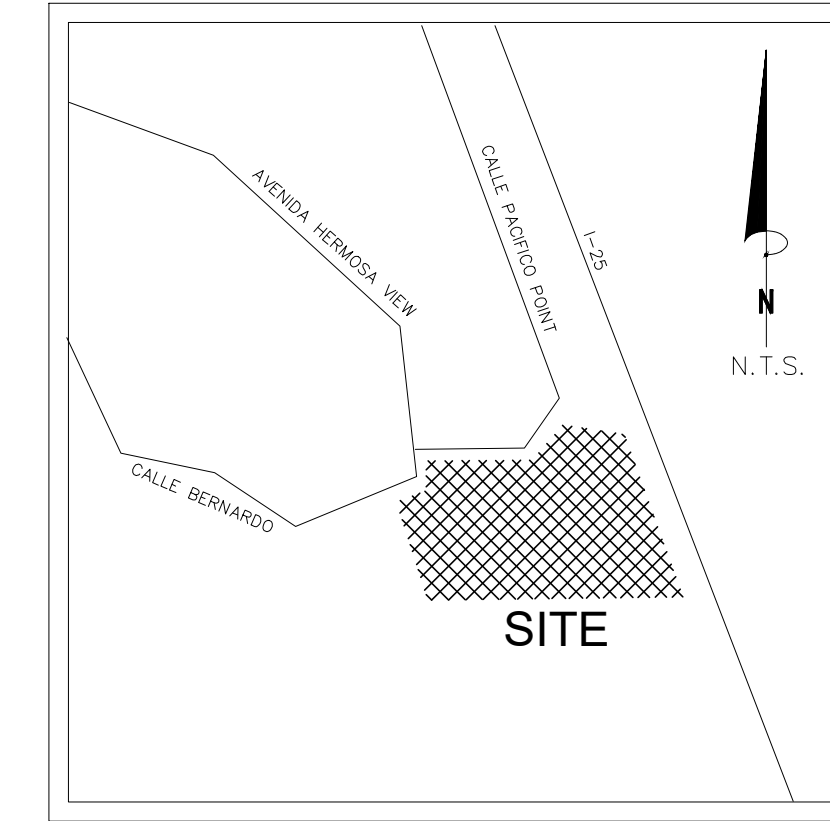 AVENIDA HERMOSA VIEW
CALLE PACIFICO POINT
I-25
N
N.T.S.
CALLE BERNARDO
SITE